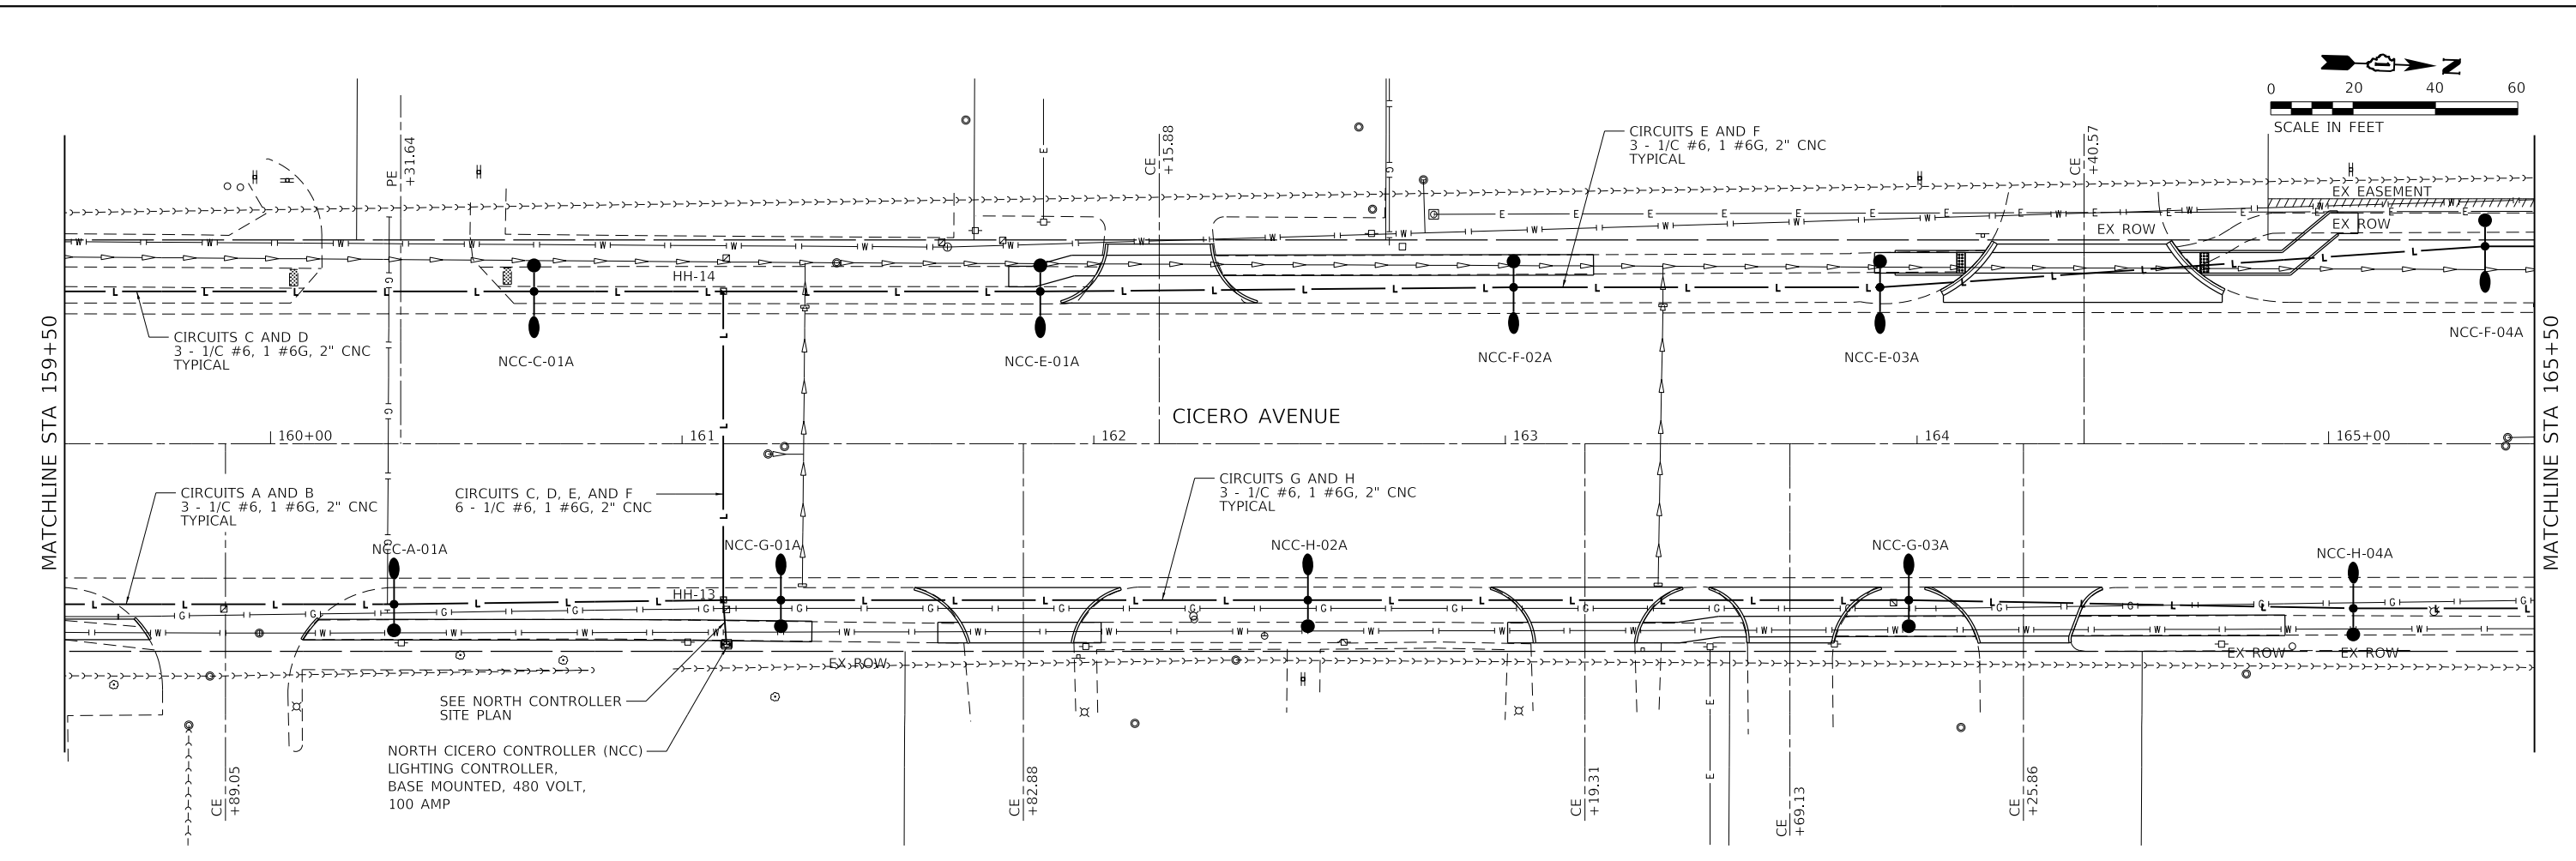 N
0 20 40 60
SCALE IN FEET
MATCHLINE STA 159+50
MATCHLINE STA 165+50
PE
+31.64
CE
+15.88
CE
+40.57
CIRCUITS E AND F
3 - 1/C #6, 1 #6G, 2" CNC
TYPICAL
EX EASEMENT
EX ROW
EX ROW
HH-14
CIRCUITS C AND D
3 - 1/C #6, 1 #6G, 2" CNC
TYPICAL
NCC-C-01A
NCC-E-01A
NCC-F-02A
NCC-E-03A
NCC-F-04A
CICERO AVENUE
160+00
161
162
163
164
165+00
CIRCUITS A AND B
3 - 1/C #6, 1 #6G, 2" CNC
TYPICAL
CIRCUITS C, D, E, AND F
6 - 1/C #6, 1 #6G, 2" CNC
CIRCUITS G AND H
3 - 1/C #6, 1 #6G, 2" CNC
TYPICAL
NCC-A-01A
NCC-G-01A
NCC-H-02A
NCC-G-03A
NCC-H-04A
HH-13
EX ROW
EX ROW
EX ROW
SEE NORTH CONTROLLER
SITE PLAN
NORTH CICERO CONTROLLER (NCC)
LIGHTING CONTROLLER,
BASE MOUNTED, 480 VOLT,
100 AMP
CE
+89.05
CE
+82.88
CE
+19.31
CE
+69.13
CE
+25.86